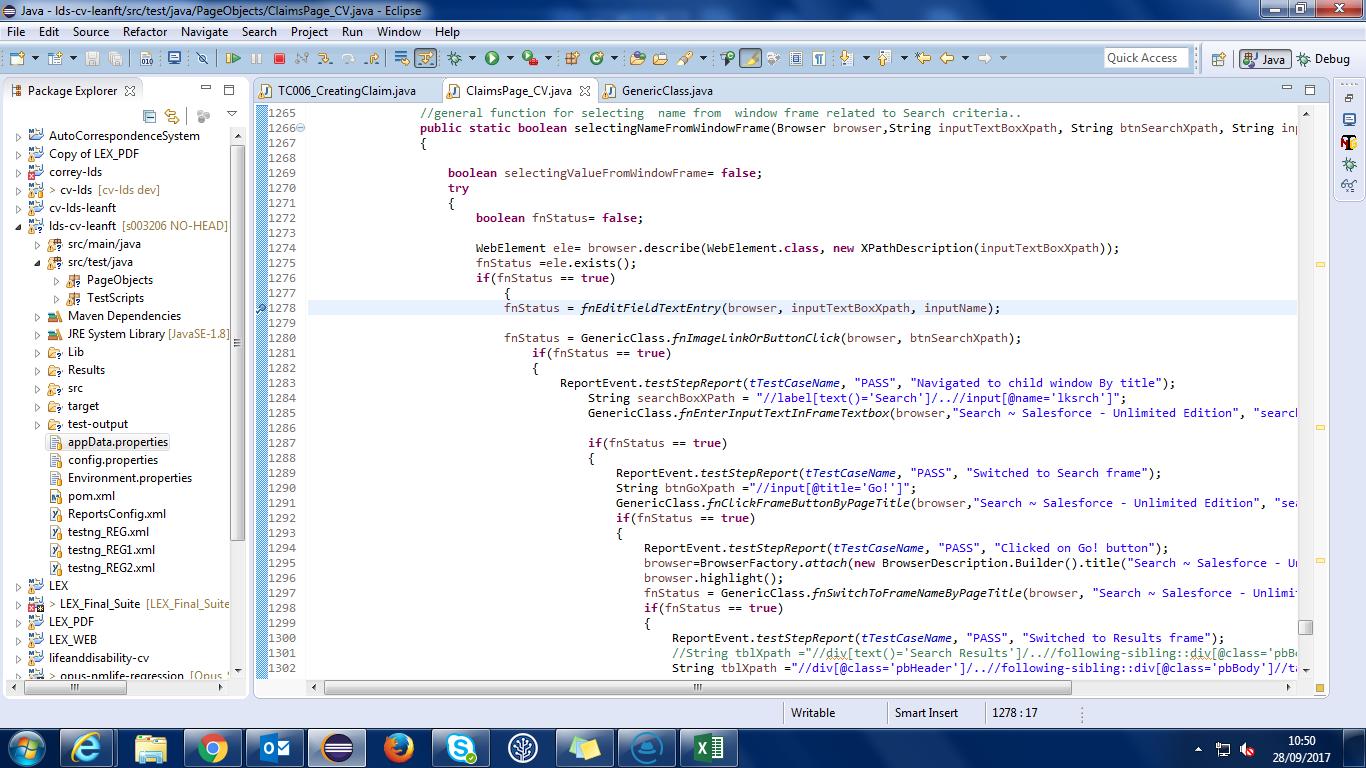 Java - lds-cv-leanft/src/test/java/PageObjects/ClaimsPage_CV.java - Eclipse
File Edit Source Refactor Navigate Search Project Run Window Help
Quick Access
Java
Debug
Package Explorer
AutoCorrespondenceSystem
Copy of LEX_PDF
correy-lds
> cv-lds [cv-lds dev]
cv-lds-leanft
lds-cv-leanft [s003206 NO-HEAD]
src/main/java
src/test/java
PageObjects
TestScripts
Maven Dependencies
JRE System Library [JavaSE-1.8]
Lib
Results
src
target
test-output
appData.properties
config.properties
Environment.properties
pom.xml
ReportsConfig.xml
testng_REG.xml
testng_REG1.xml
testng_REG2.xml
LEX
> LEX_Final_Suite [LEX_Final_Suite
LEX_PDF
LEX_WEB
lifeanddisability-cv
> opus-nmlife-regression [Opus
TC006_CreatingClaim.java
ClaimsPage_CV.java
GenericClass.java
1265 //general function for selecting name from window frame related to Search criteria..
1266 public static boolean selectingNameFromWindowFrame(Browser browser,String inputTextBoxXpath, String btnSearchXpath, String in
1267 {
1268
1269 boolean selectingValueFromWindowFrame= false;
1270 try
1271 {
1272 boolean fnStatus= false;
1273
1274 WebElement ele= browser.describe(WebElement.class, new XPathDescription(inputTextBoxXpath));
1275 fnStatus =ele.exists();
1276 if(fnStatus == true)
1277 {
1278 fnStatus = fnEditFieldTextEntry(browser, inputTextBoxXpath, inputName);
1279
1280 fnStatus = GenericClass.fnImageLinkOrButtonClick(browser, btnSearchXpath);
1281 if(fnStatus == true)
1282 {
1283 ReportEvent.testStepReport(tTestCaseName, "PASS", "Navigated to child window By title");
1284 String searchBoxXPath = "//label[text()='Search']/..//input[@name='lksrch']";
1285 GenericClass.fnEnterInputTextInFrameTextbox(browser,"Search ~ Salesforce - Unlimited Edition", "searc
1286
1287 if(fnStatus == true)
1288 {
1289 ReportEvent.testStepReport(tTestCaseName, "PASS", "Switched to Search frame");
1290 String btnGoXpath ="//input[@title='Go!']";
1291 GenericClass.fnClickFrameButtonByPageTitle(browser,"Search ~ Salesforce - Unlimited Edition", "sea
1292 if(fnStatus == true)
1293 {
1294 ReportEvent.testStepReport(tTestCaseName, "PASS", "Clicked on Go! button");
1295 browser=BrowserFactory.attach(new BrowserDescription.Builder().title("Search ~ Salesforce - Un
1296 browser.highlight();
1297 fnStatus = GenericClass.fnSwitchToFrameNameByPageTitle(browser, "Search ~ Salesforce - Unlimit
1298 if(fnStatus == true)
1299 {
1300 ReportEvent.testStepReport(tTestCaseName, "PASS", "Switched to Results frame");
1301 //String tblXpath ="//div[text()='Search Results']/..//following-sibling::div[@class='pbBo
1302 String tblXpath ="//div[@class='pbHeader']/..//following-sibling::div[@class='pbBody']//ta
Writable
Smart Insert
1278 : 17
10:50
28/09/2017